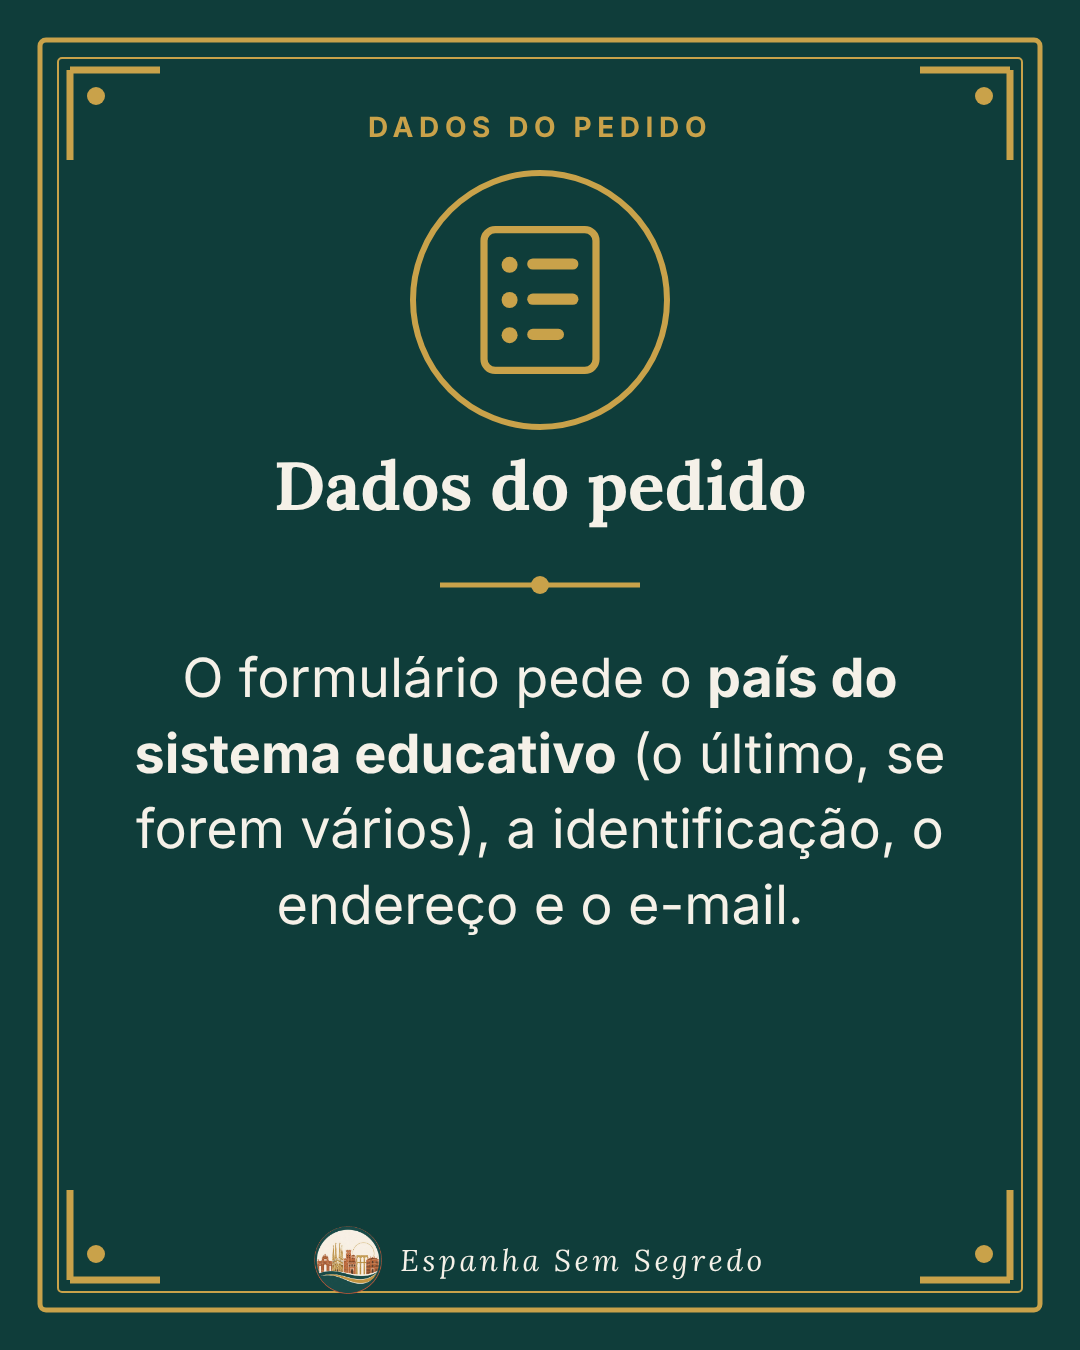 DADOS DO PEDIDO
Dados do pedido
O formulário pede o país do
sistema educativo (o último, se
forem vários), a identificação, o
endereço e o e-mail.
Espanha Sem Segredo